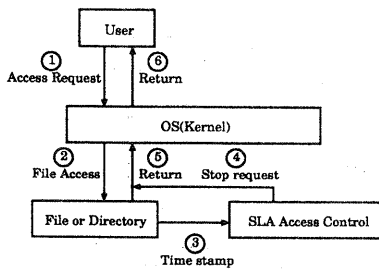 User
① ⑥
Access Request Return
OS(Kernel)
② ⑤ ④
File Access Return Stop request
File or Directory SLA Access Control
③
Time stamp